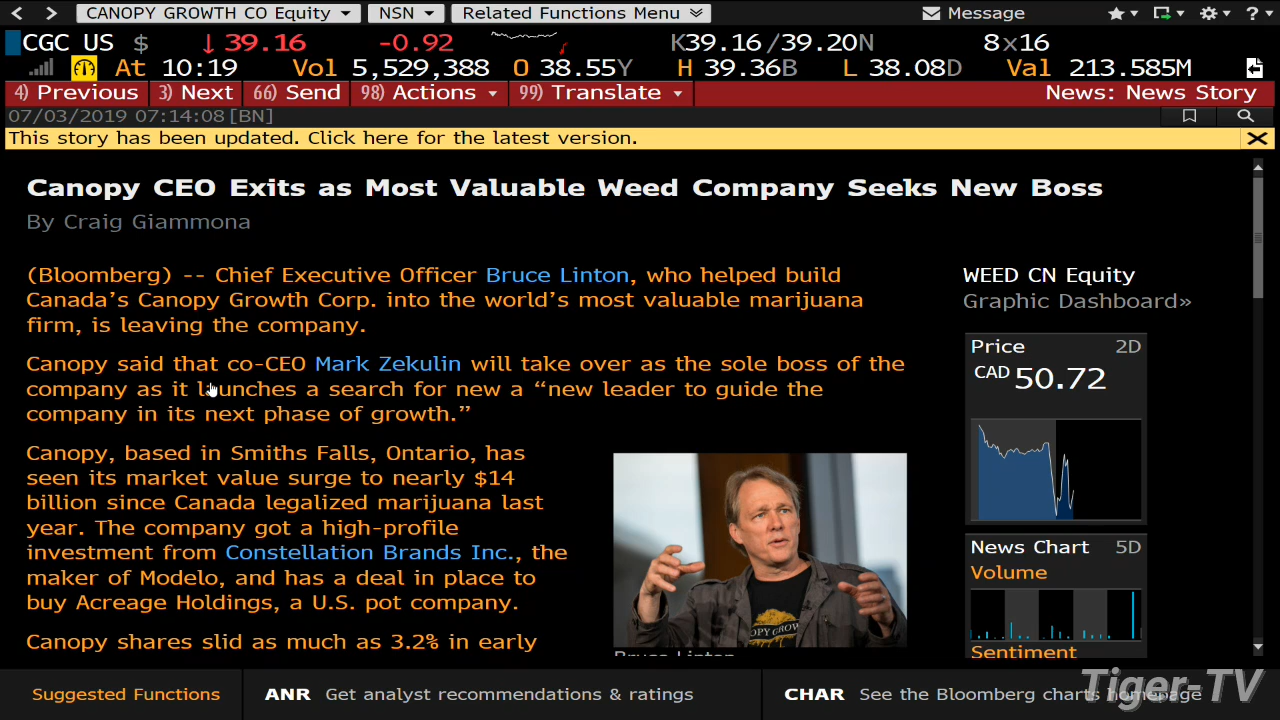 CANOPY GROWTH CO Equity NSN Related Functions Menu Message ?
CGC US $ ↓ 39.16 -0.92 K39.16/39.20N 8x16
At 10:19 Vol 5,529,388 O 38.55Y H 39.36B L 38.08D Val 213.585M
4) Previous 3) Next 66) Send 98) Actions 99) Translate News: News Story
07/03/2019 07:14:08 [BN]
This story has been updated. Click here for the latest version.
Canopy CEO Exits as Most Valuable Weed Company Seeks New Boss
By Craig Giammona
(Bloomberg) -- Chief Executive Officer Bruce Linton, who helped build
Canada's Canopy Growth Corp. into the world's most valuable marijuana
firm, is leaving the company.
Canopy said that co-CEO Mark Zekulin will take over as the sole boss of the
company as it launches a search for new a “new leader to guide the
company in its next phase of growth.”
Canopy, based in Smiths Falls, Ontario, has
seen its market value surge to nearly $14
billion since Canada legalized marijuana last
year. The company got a high-profile
investment from Constellation Brands Inc., the
maker of Modelo, and has a deal in place to
buy Acreage Holdings, a U.S. pot company.
Canopy shares slid as much as 3.2% in early
OPY GROW
Bruce Linton
WEED CN Equity
Graphic Dashboard»
Price 2D
CAD 50.72
News Chart 5D
Volume
Sentiment
Suggested Functions ANR Get analyst recommendations & ratings CHAR See the Bloomberg charts homepage
Tiger-TV